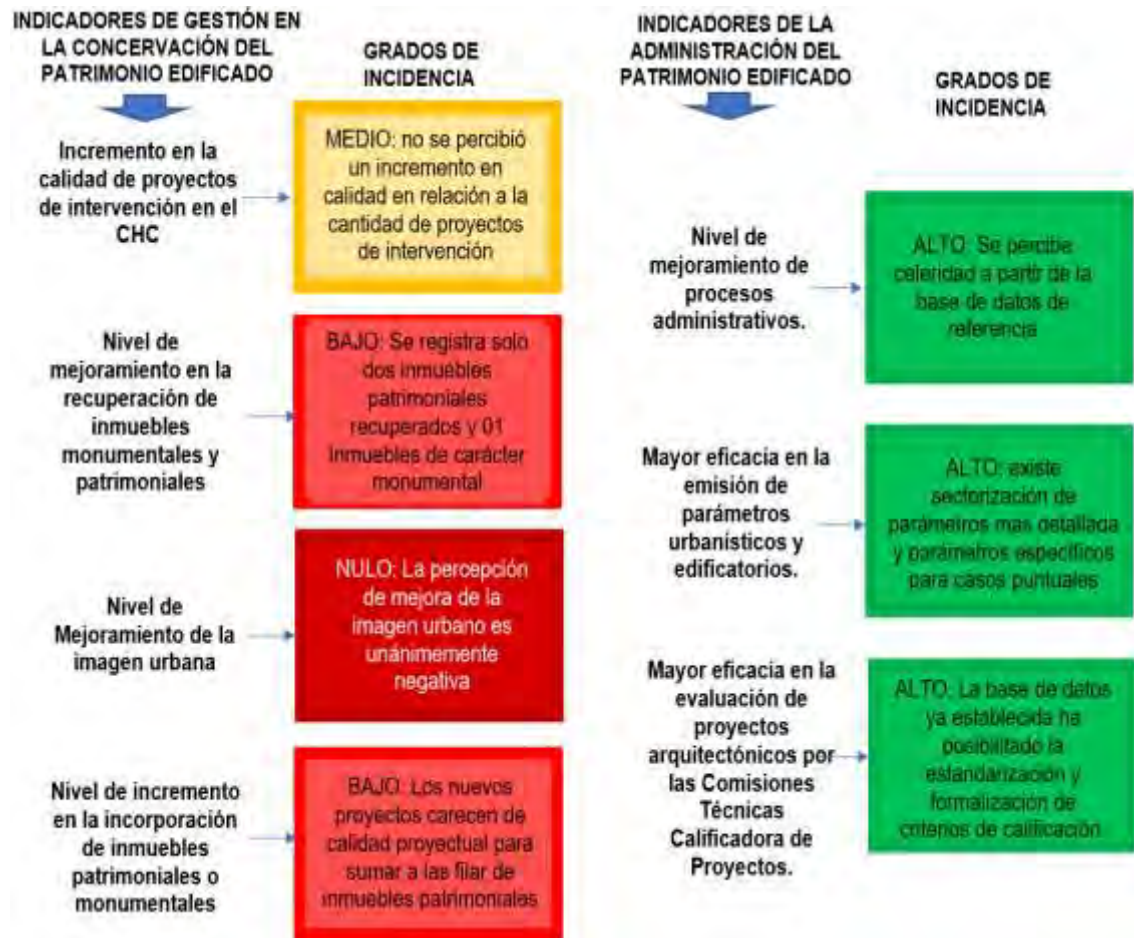 INDICADORES DE GESTIÓN EN
LA CONCERVACIÓN DEL
PATRIMONIO EDIFICADO
GRADOS DE
INCIDENCIA
Incremento en la
calidad de proyectos
de intervención en el
CHC
MEDIO: no se percibió
un incremento en
calidad en relación a la
cantidad de proyectos
de intervención
Nivel de
mejoramiento en la
recuperación de
inmuebles
monumentales y
patrimoniales
BAJO: Se registra solo
dos inmuebles
patrimoniales
recuperados y 01
Inmuebles de carácter
monumental
Nivel de
Mejoramiento de la
imagen urbana
NULO: La percepción
de mejora de la
imagen urbano es
unánimemente
negativa
Nivel de incremento
en la incorporación
de inmuebles
patrimoniales o
monumentales
BAJO: Los nuevos
proyectos carecen de
calidad proyectual para
sumar a las filar de
inmuebles patrimoniales
INDICADORES DE LA
ADMINISTRACIÓN DEL
PATRIMONIO EDIFICADO
GRADOS DE
INCIDENCIA
Nivel de
mejoramiento de
procesos
administrativos.
ALTO: Se percibe
celeridad a partir de la
base de datos de
referencia
Mayor eficacia en la
emisión de
parámetros
urbanísticos y
edificatorios.
ALTO: existe
sectorización de
parámetros mas detallada
y parámetros específicos
para casos puntuales
Mayor eficacia en la
evaluación de
proyectos
arquitectónicos por
las Comisiones
Técnicas
Calificadora de
Proyectos.
ALTO: La base de datos
ya establecida ha
posibilitado la
estandarización y
formalización de
criterios de calificación